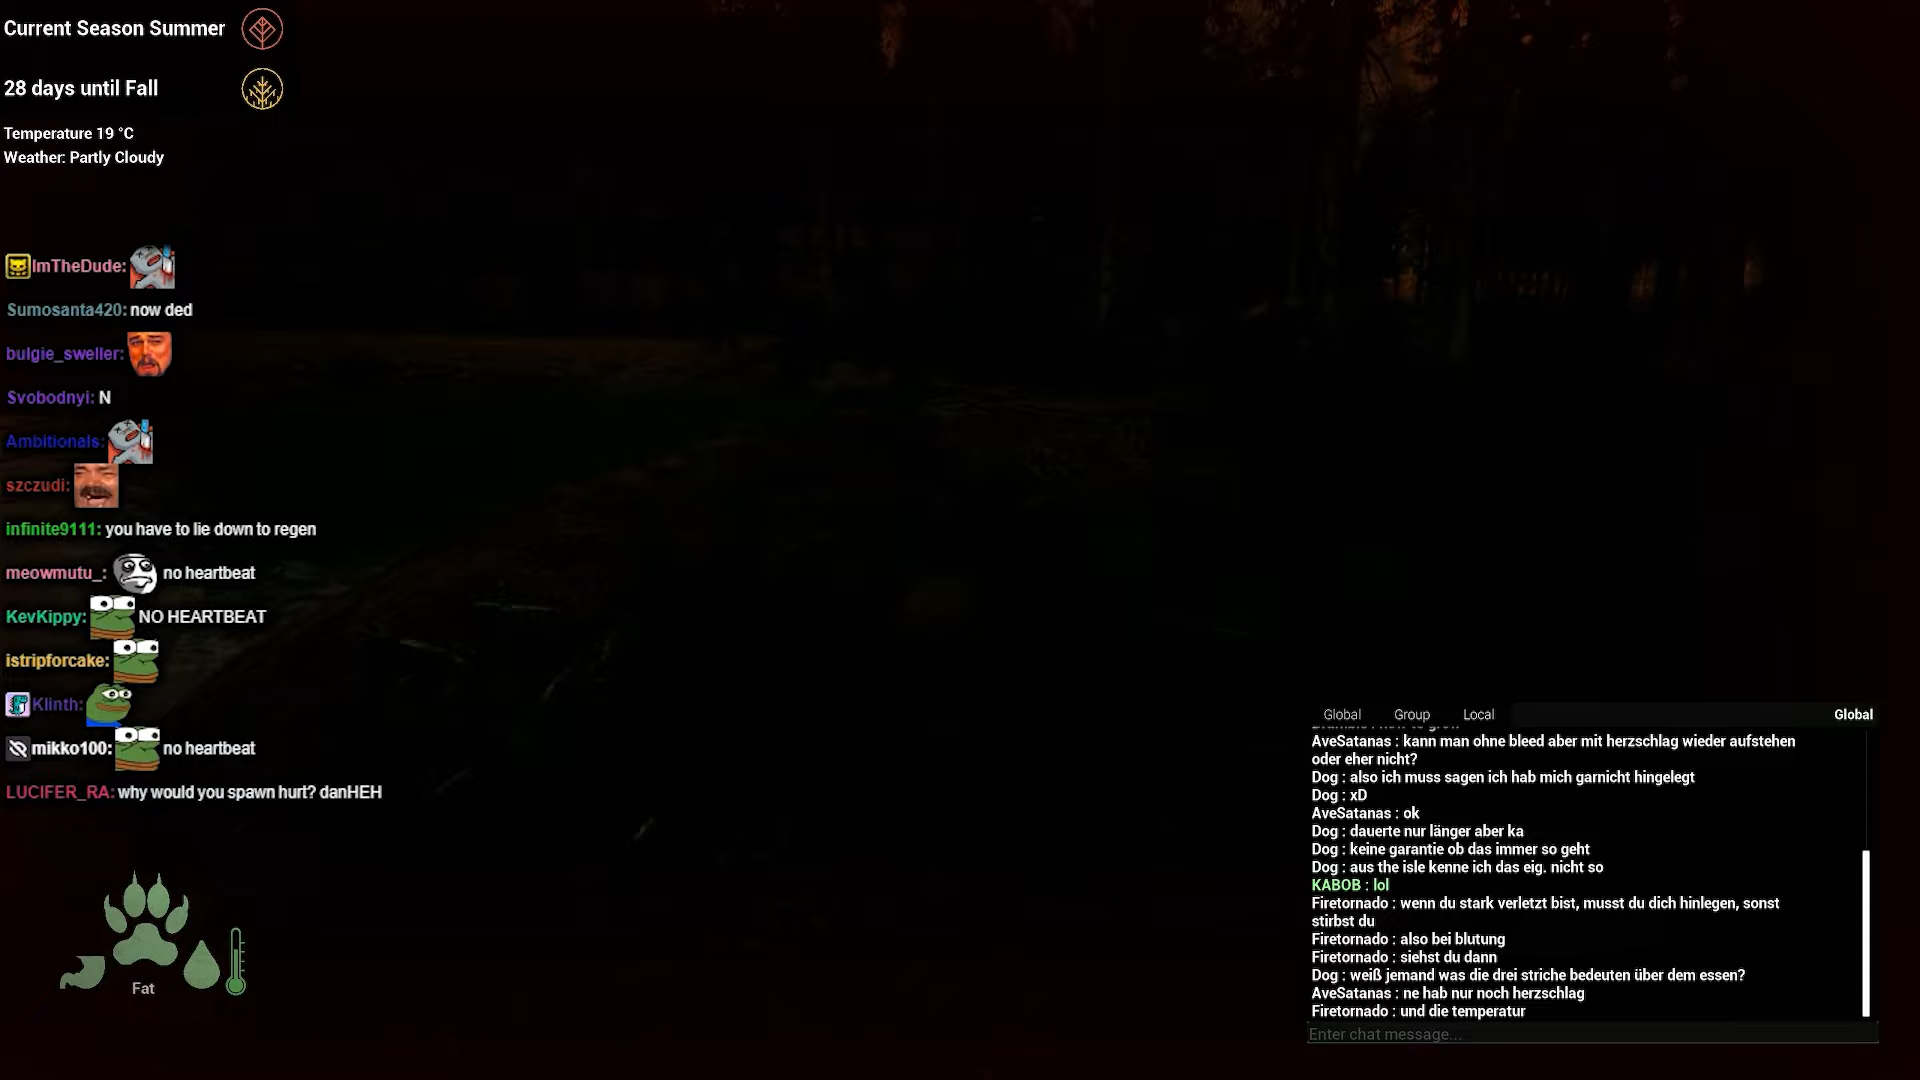 Current Season Summer
28 days until Fall
Temperature 19 °C
Weather: Partly Cloudy
ImTheDude:
Sumosanta420: now ded
bulgie_sweller:
Svobodnyi: N
Ambitionals:
szczudi:
infinite9111: you have to lie down to regen
meowmutu_: no heartbeat
KevKippy: NO HEARTBEAT
istripforcake:
Klinth:
mikko100: no heartbeat
LUCIFER_RA: why would you spawn hurt? danHEH
Fat
Global Group Local Global
AveSatanas : kann man ohne bleed aber mit herzschlag wieder aufstehen
oder eher nicht?
Dog : also ich muss sagen ich hab mich garnicht hingelegt
Dog : xD
AveSatanas : ok
Dog : dauerte nur länger aber ka
Dog : keine garantie ob das immer so geht
Dog : aus the isle kenne ich das eig. nicht so
KABOB : lol
Firetornado : wenn du stark verletzt bist, musst du dich hinlegen, sonst
stirbst du
Firetornado : also bei blutung
Firetornado : siehst du dann
Dog : weiß jemand was die drei striche bedeuten über dem essen?
AveSatanas : ne hab nur noch herzschlag
Firetornado : und die temperatur
Enter chat message...